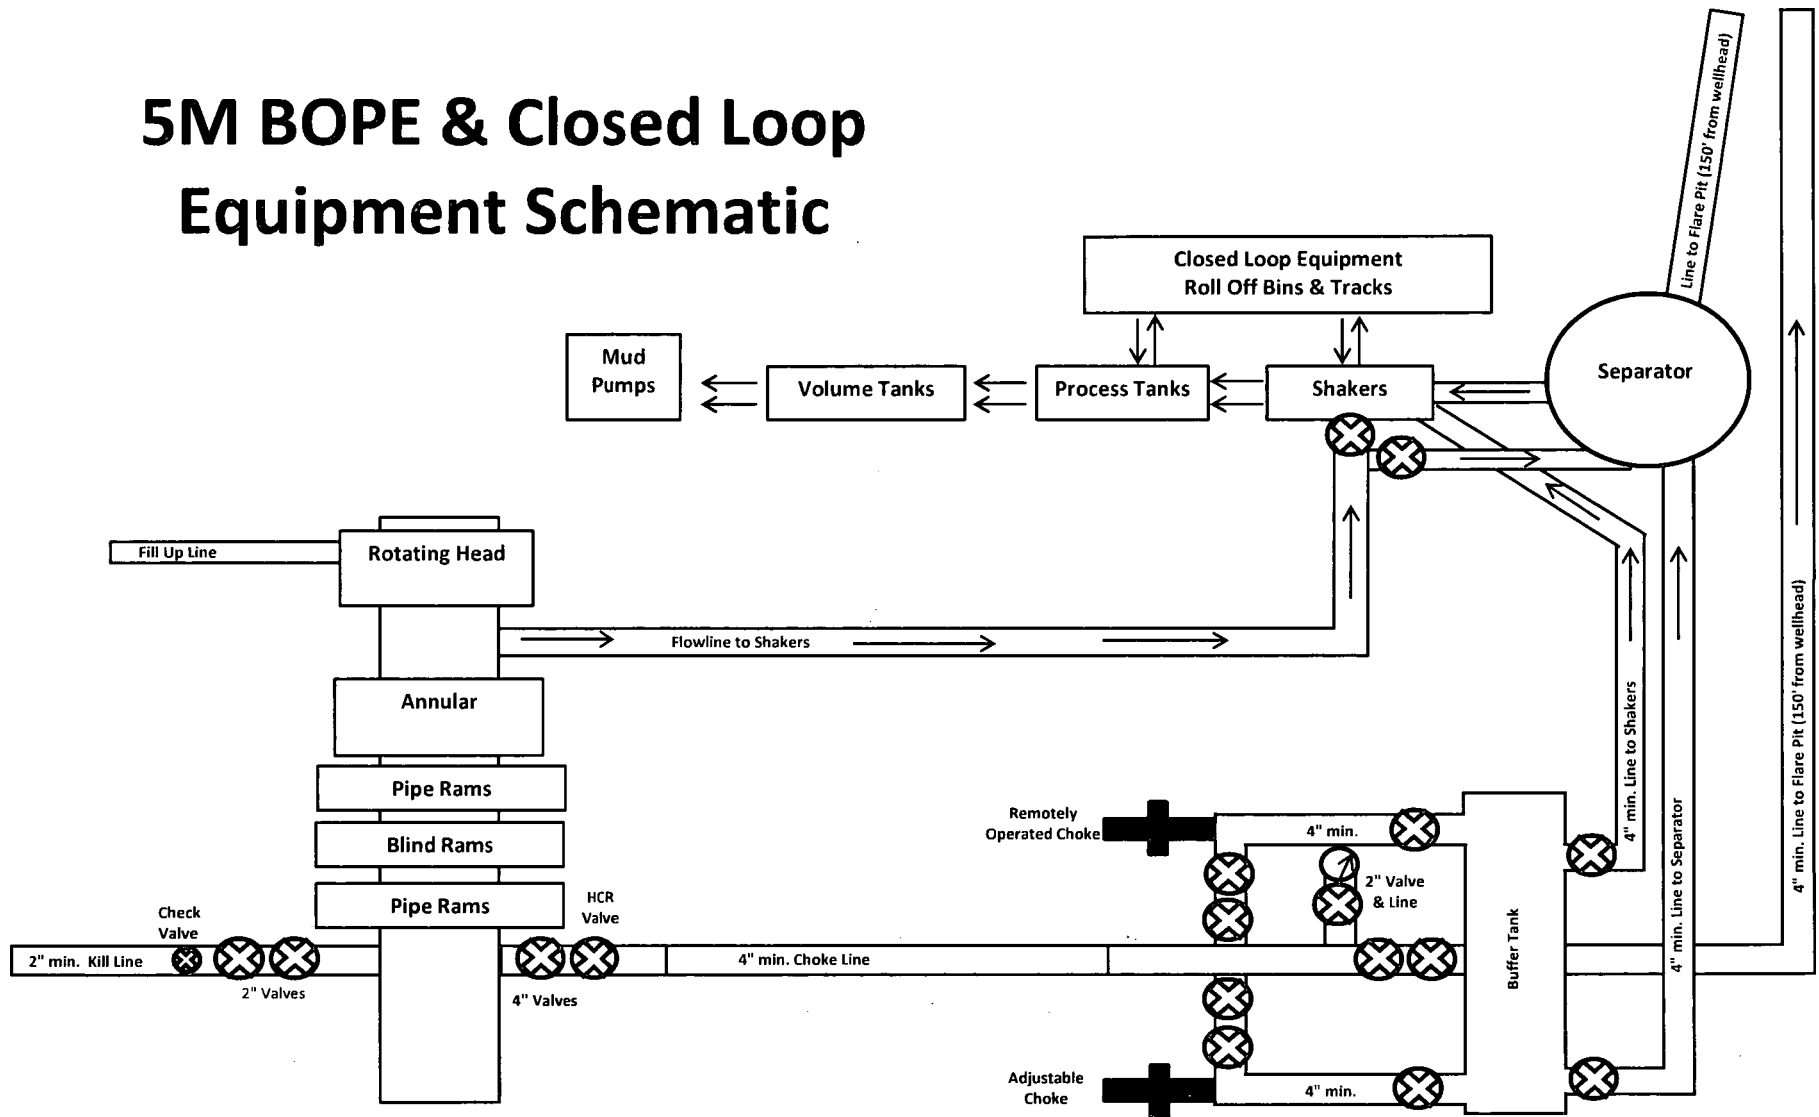 5M BOPE & Closed Loop
Equipment Schematic
Line to Flare Pit (150' from wellhead)
Closed Loop Equipment
Roll Off Bins & Tracks
Mud
Pumps
Volume Tanks
Process Tanks
Shakers
Separator
Fill Up Line
Rotating Head
Flowline to Shakers
Annular
Pipe Rams
Blind Rams
Pipe Rams
Check
Valve
HCR
Valve
2" min. Kill Line
2" Valves
4" Valves
4" min. Choke Line
Remotely
Operated Choke
4" min.
2" Valve
& Line
Adjustable
Choke
4" min.
Buffer Tank
4" min. Line to Shakers
4" min. Line to Separator
4" min. Line to Flare Pit (150' from wellhead)